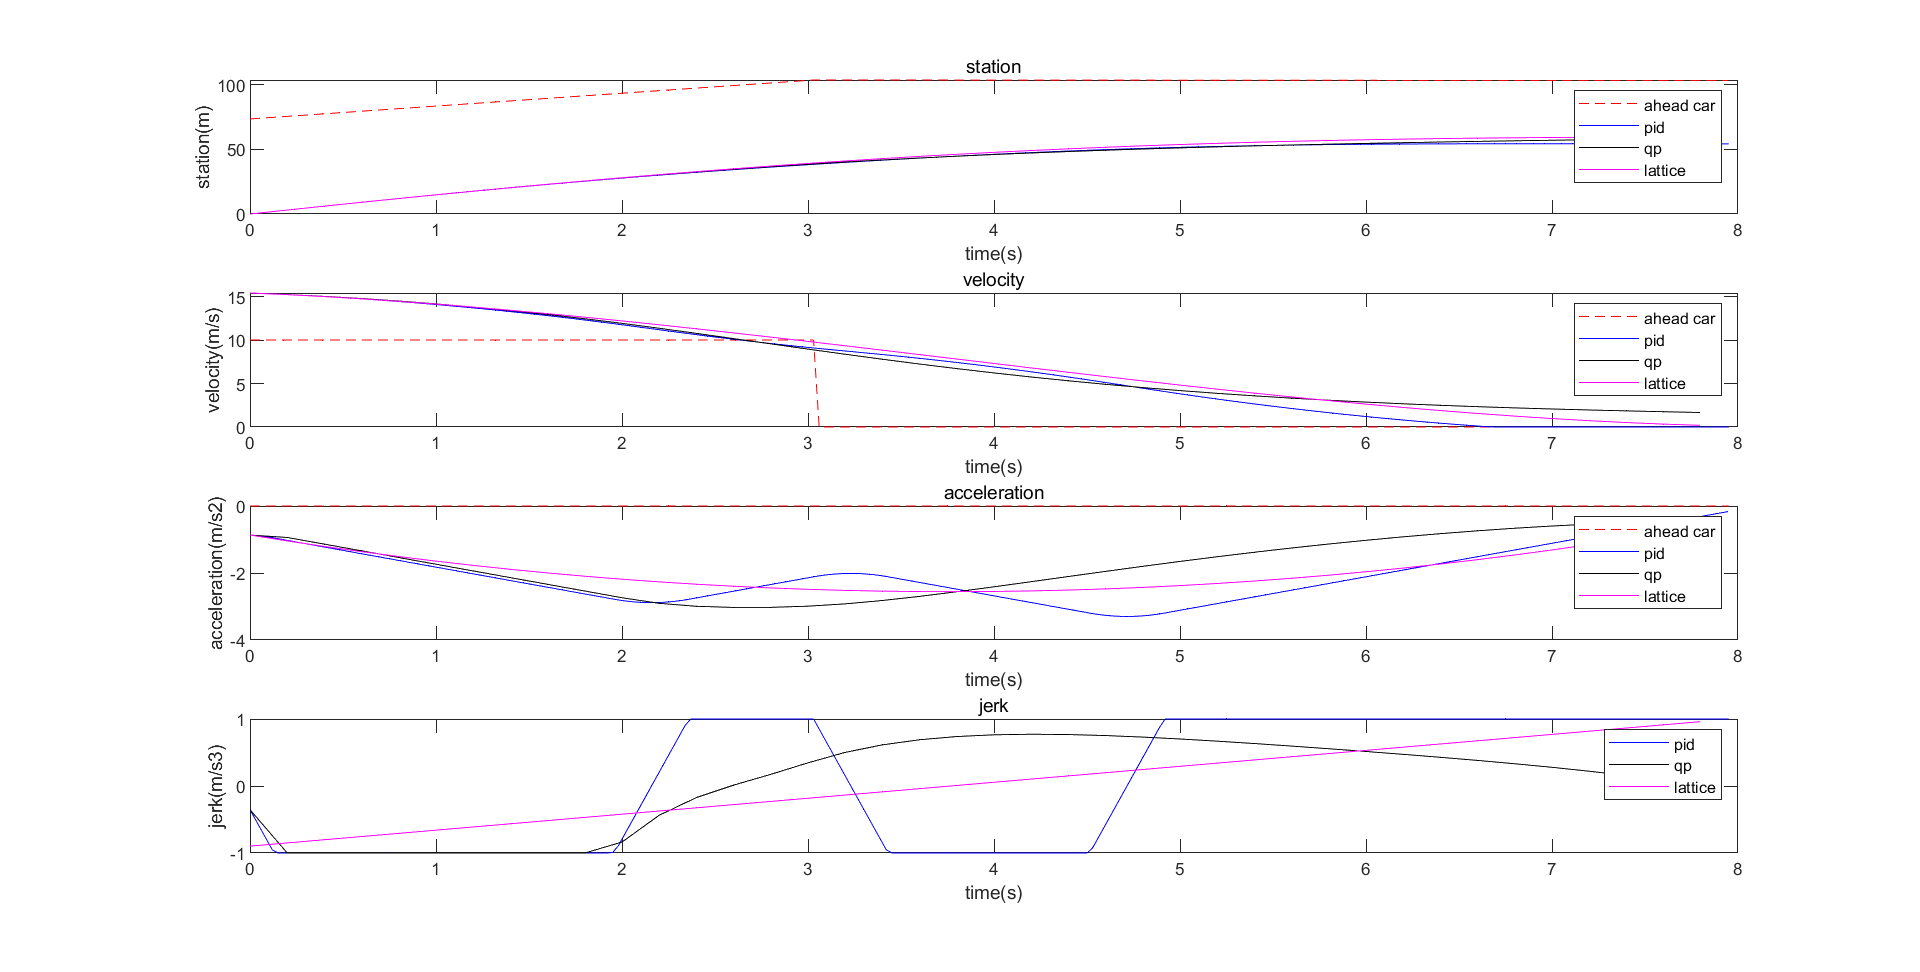 station
station(m)
100
50
0
ahead car
pid
qp
lattice
0 1 2 3 4 5 6 7 8
time(s)
velocity
velocity(m/s)
15
10
5
0
ahead car
pid
qp
lattice
0 1 2 3 4 5 6 7 8
time(s)
acceleration
acceleration(m/s2)
0
-2
-4
ahead car
pid
qp
lattice
0 1 2 3 4 5 6 7 8
time(s)
jerk
jerk(m/s3)
1
0
-1
pid
qp
lattice
0 1 2 3 4 5 6 7 8
time(s)